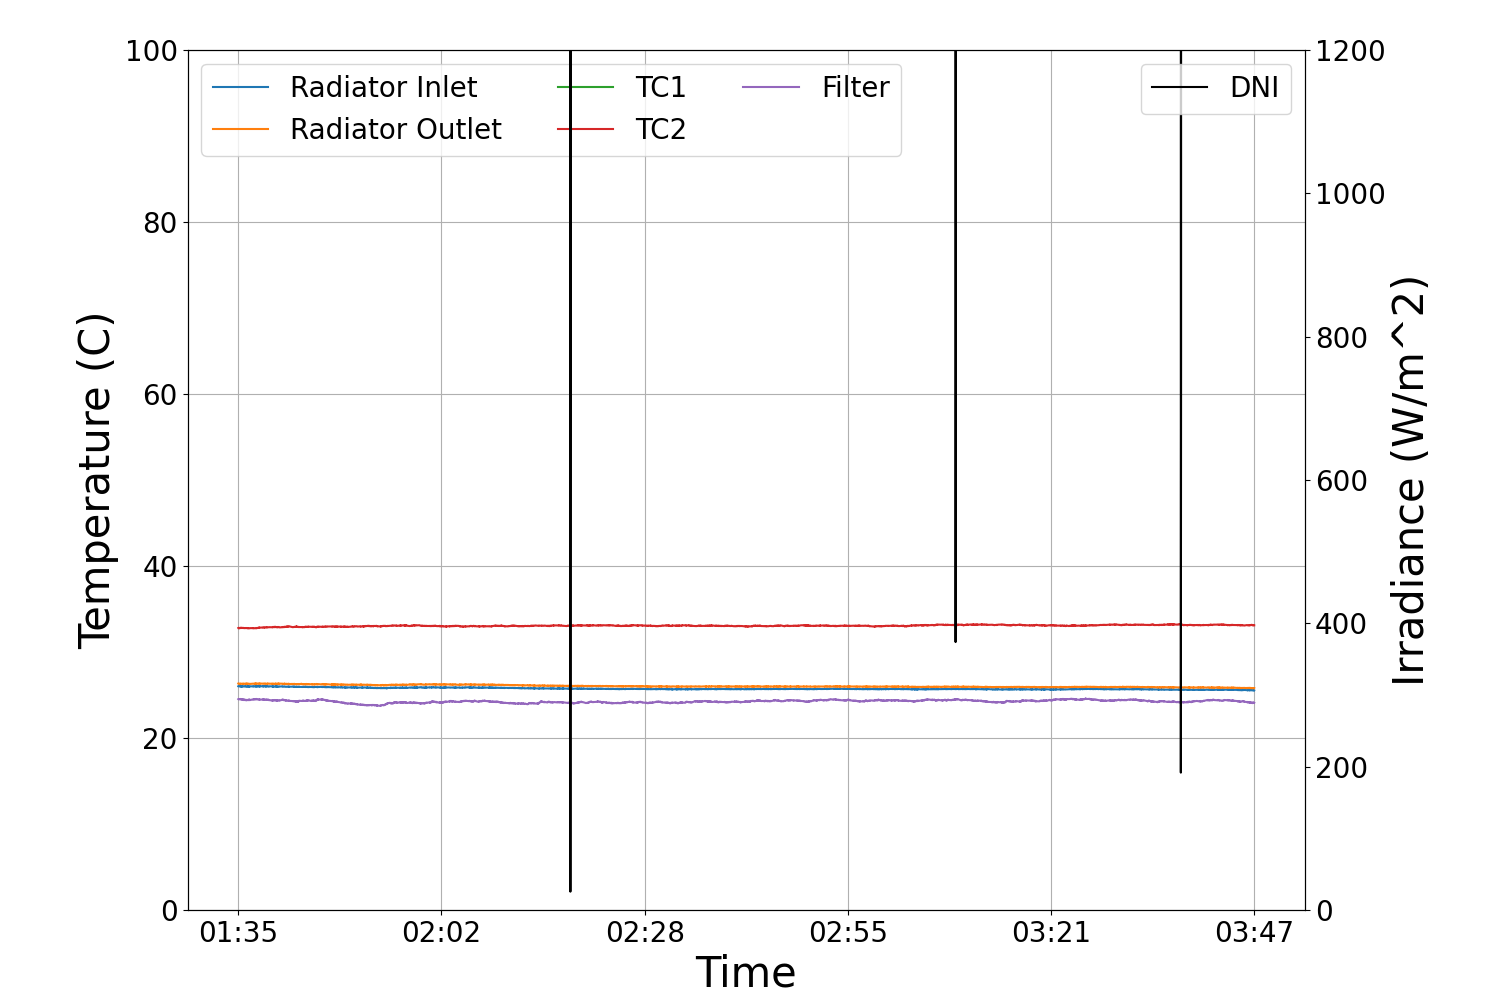 Radiator Inlet
Radiator Outlet
TC1
TC2
Filter
DNI
Temperature (C)
100
80
60
40
20
0
1200
1000
800
600
400
200
0
Irradiance (W/m^2)
01:35 02:02 02:28 02:55 03:21 03:47
Time